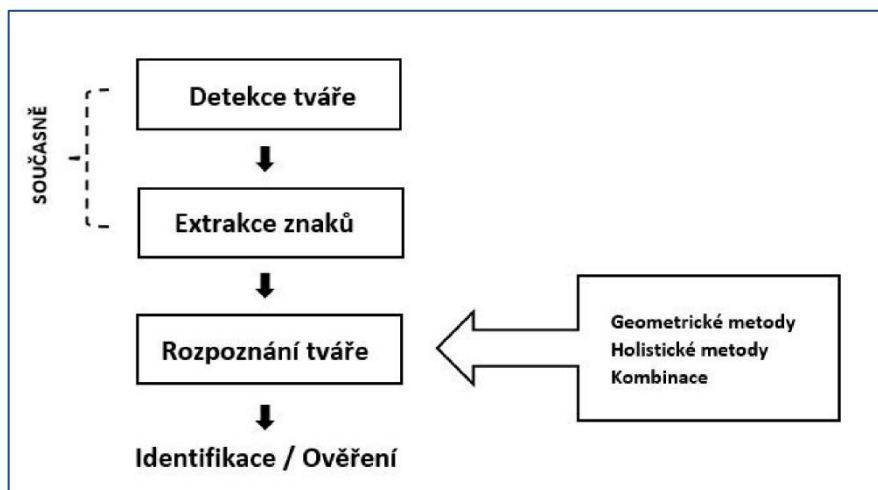 SOUČASNĚ
Detekce tváře
Extrakce znaků
Rozpoznání tváře
Geometrické metody
Holistické metody
Kombinace
Identifikace / Ověření